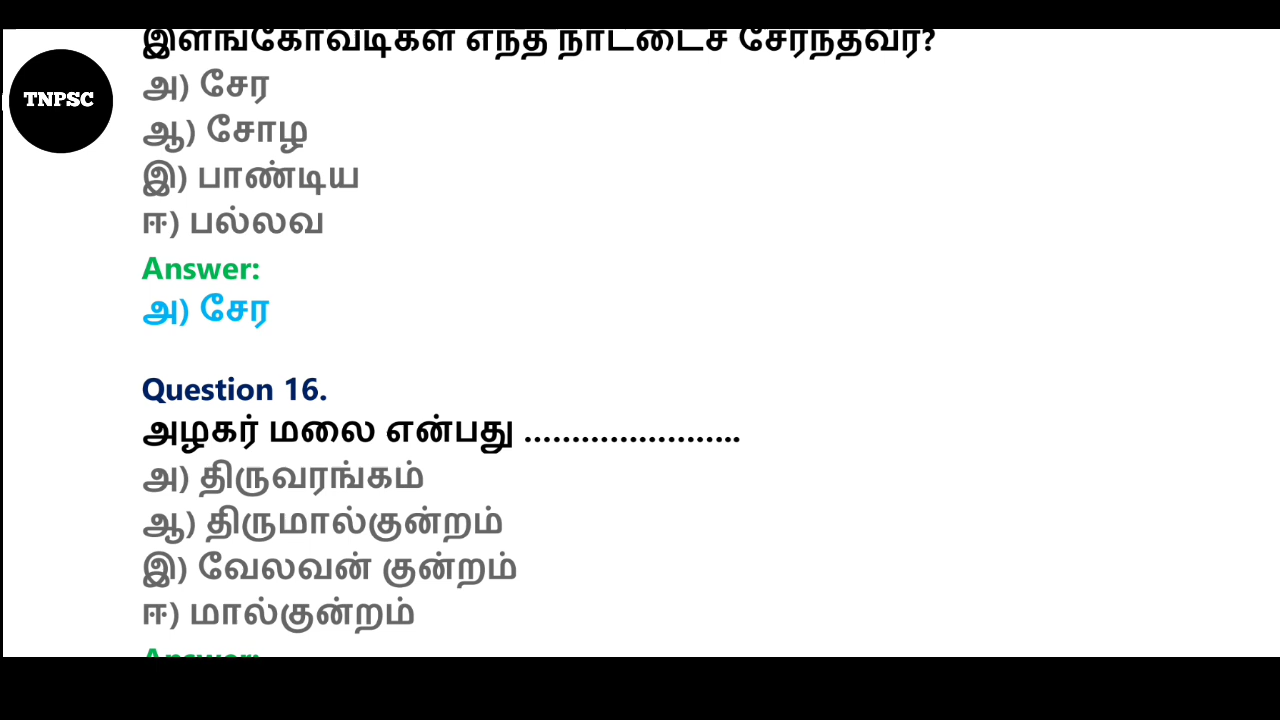 இளங்கோவடிகள் எந்த நாட்டைச் சேர்ந்தவர்?
TNPSC
அ) சேர
ஆ) சோழ
இ) பாண்டிய
ஈ) பல்லவ
Answer:
அ) சேர
Question 16.
அழகர் மலை என்பது ........................
அ) திருவரங்கம்
ஆ) திருமால்குன்றம்
இ) வேலவன் குன்றம்
ஈ) மால்குன்றம்
Answer: